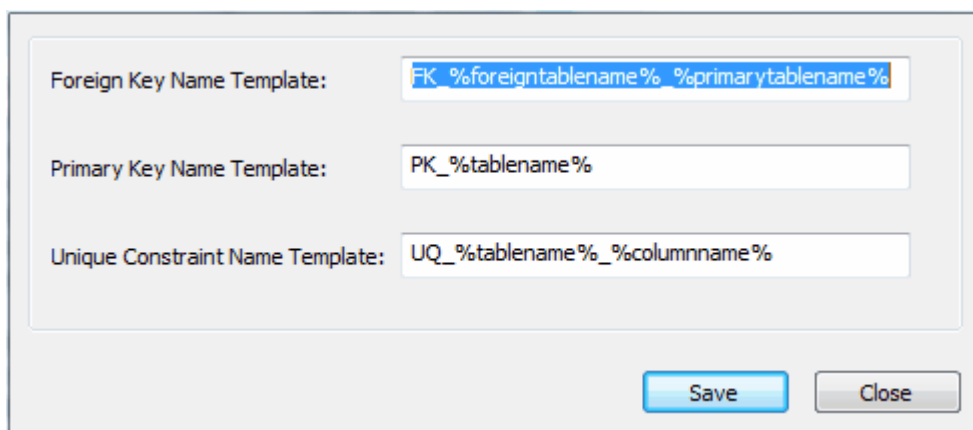 Foreign Key Name Template: FK_%foreigntablename%_%primarytablename%
Primary Key Name Template: PK_%tablename%
Unique Constraint Name Template: UQ_%tablename%_%columnname%
Save Close